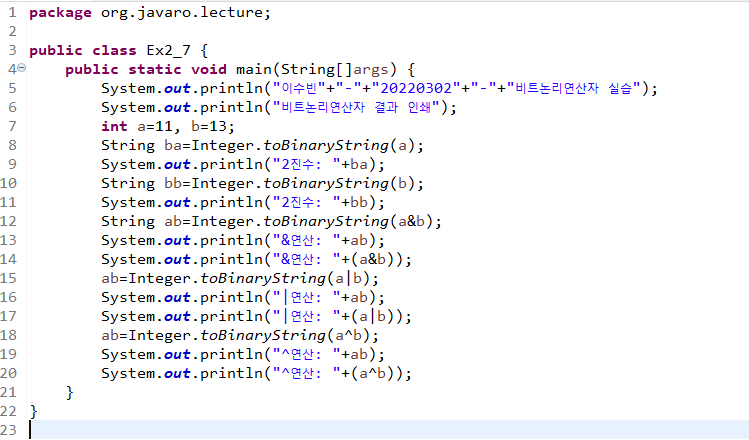 1 package org.javaro.lecture;
2
3 public class Ex2_7 {
4     public static void main(String[]args) {
5         System.out.println("이수빈"+"-"+"20220302"+"-"+"비트논리연산자 실습");
6         System.out.println("비트논리연산자 결과 인쇄");
7         int a=11, b=13;
8         String ba=Integer.toBinaryString(a);
9         System.out.println("2진수: "+ba);
10         String bb=Integer.toBinaryString(b);
11         System.out.println("2진수: "+bb);
12         String ab=Integer.toBinaryString(a&b);
13         System.out.println("&연산: "+ab);
14         System.out.println("&연산: "+(a&b));
15         ab=Integer.toBinaryString(a|b);
16         System.out.println("|연산: "+ab);
17         System.out.println("|연산: "+(a|b));
18         ab=Integer.toBinaryString(a^b);
19         System.out.println("^연산: "+ab);
20         System.out.println("^연산: "+(a^b));
21     }
22 }
23